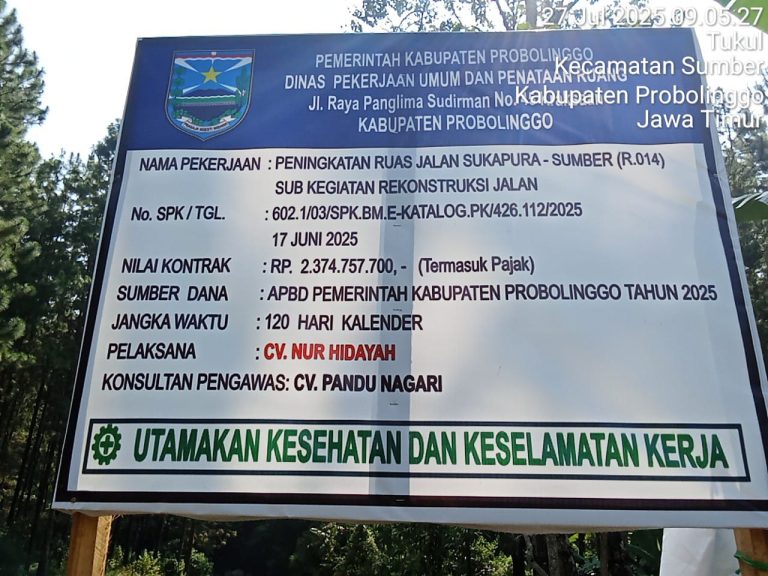 27 Jul 2025 09.05.27
Tukul
Kecamatan Sumber
Kabupaten Probolinggo
Jawa Timur
PEMERINTAH KABUPATEN PROBOLINGGO
DINAS PEKERJAAN UMUM DAN PENATAAN RUANG
Jl. Raya Panglima Sudirman No.
KABUPATEN PROBOLINGGO
NAMA PEKERJAAN : PENINGKATAN RUAS JALAN SUKAPURA - SUMBER (R.014)
SUB KEGIATAN REKONSTRUKSI JALAN
No. SPK / TGL. : 602.1/03/SPK.BM.E-KATALOG.PK/426.112/2025
17 JUNI 2025
NILAI KONTRAK : RP. 2.374.757.700,- (Termasuk Pajak)
SUMBER DANA : APBD PEMERINTAH KABUPATEN PROBOLINGGO TAHUN 2025
JANGKA WAKTU : 120 HARI KALENDER
PELAKSANA : CV. NUR HIDAYAH
KONSULTAN PENGAWAS: CV. PANDU NAGARI
UTAMAKAN KESEHATAN DAN KESELAMATAN KERJA